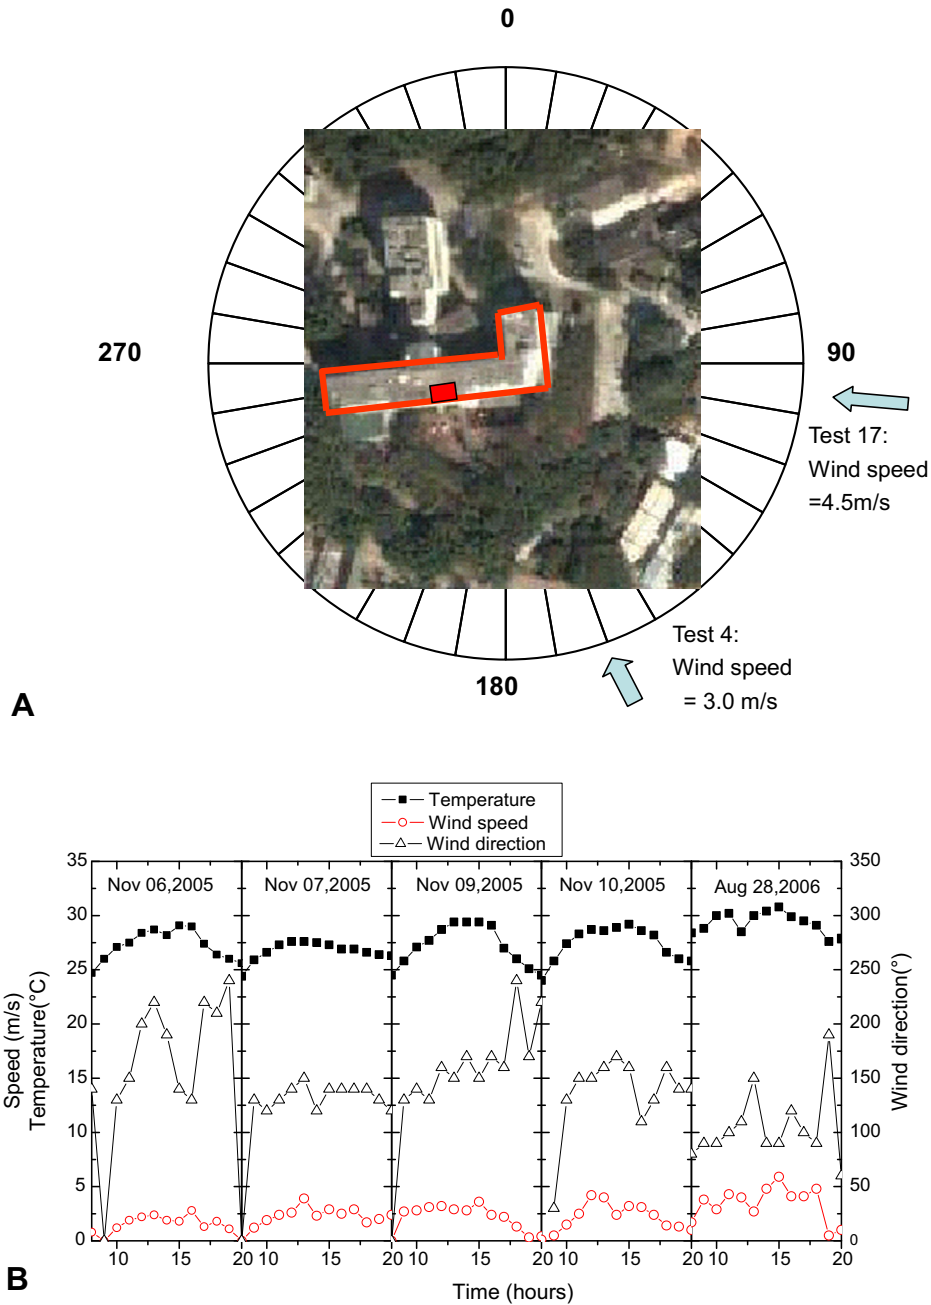 0
270
90
Test 17:
Wind speed
=4.5m/s
Test 4:
Wind speed
= 3.0 m/s
180
A
Temperature
Wind speed
Wind direction
35
30
25
20
15
10
5
0
Speed (m/s)
Temperature(°C)
Nov 06,2005
Nov 07,2005
Nov 09,2005
Nov 10,2005
Aug 28,2006
350
300
250
200
150
100
50
0
Wind direction(°)
10 15 20 10 15 20 10 15 20 10 15 20 10 15 20
Time (hours)
B